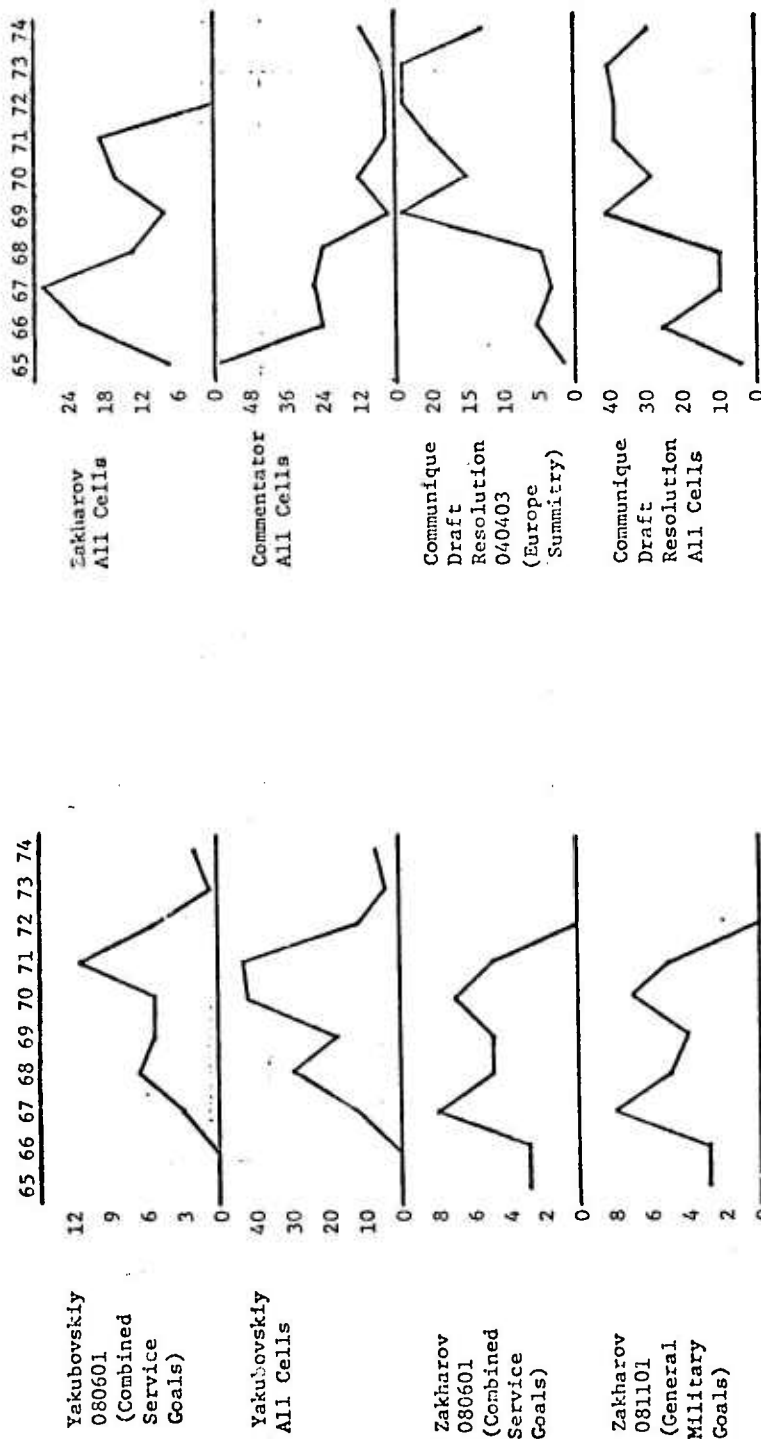 65 66 67 68 69 70 71 72 73 74
Yakubovskiy
080601
(Combined
Service
Goals)
12
9
6
3
0
Yakubovskiy
All Cells
40
30
20
10
0
Zakharov
080601
(Combined
Service
Goals)
8
6
4
2
0
Zakharov
081101
(General
Military
Goals)
8
6
4
2
0
65 66 67 68 69 70 71 72 73 74
Zakharov
All Cells
24
18
12
6
0
Commentator
All Cells
48
36
24
12
0
Communique
Draft
Resolution
040403
(Europe
Summitry)
20
15
10
5
0
Communique
Draft
Resolution
All Cells
40
30
20
10
0